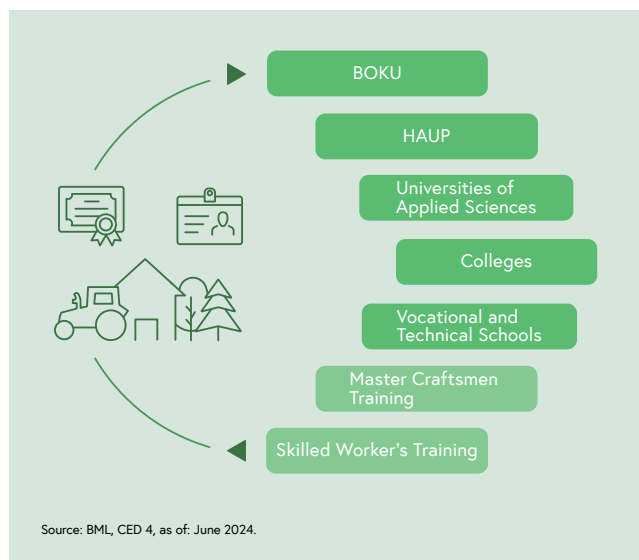 BOKU
HAUP
Universities of
Applied Sciences
Colleges
Vocational and
Technical Schools
Master Craftsmen
Training
Skilled Worker's Training
Source: BML, CED 4, as of: June 2024.